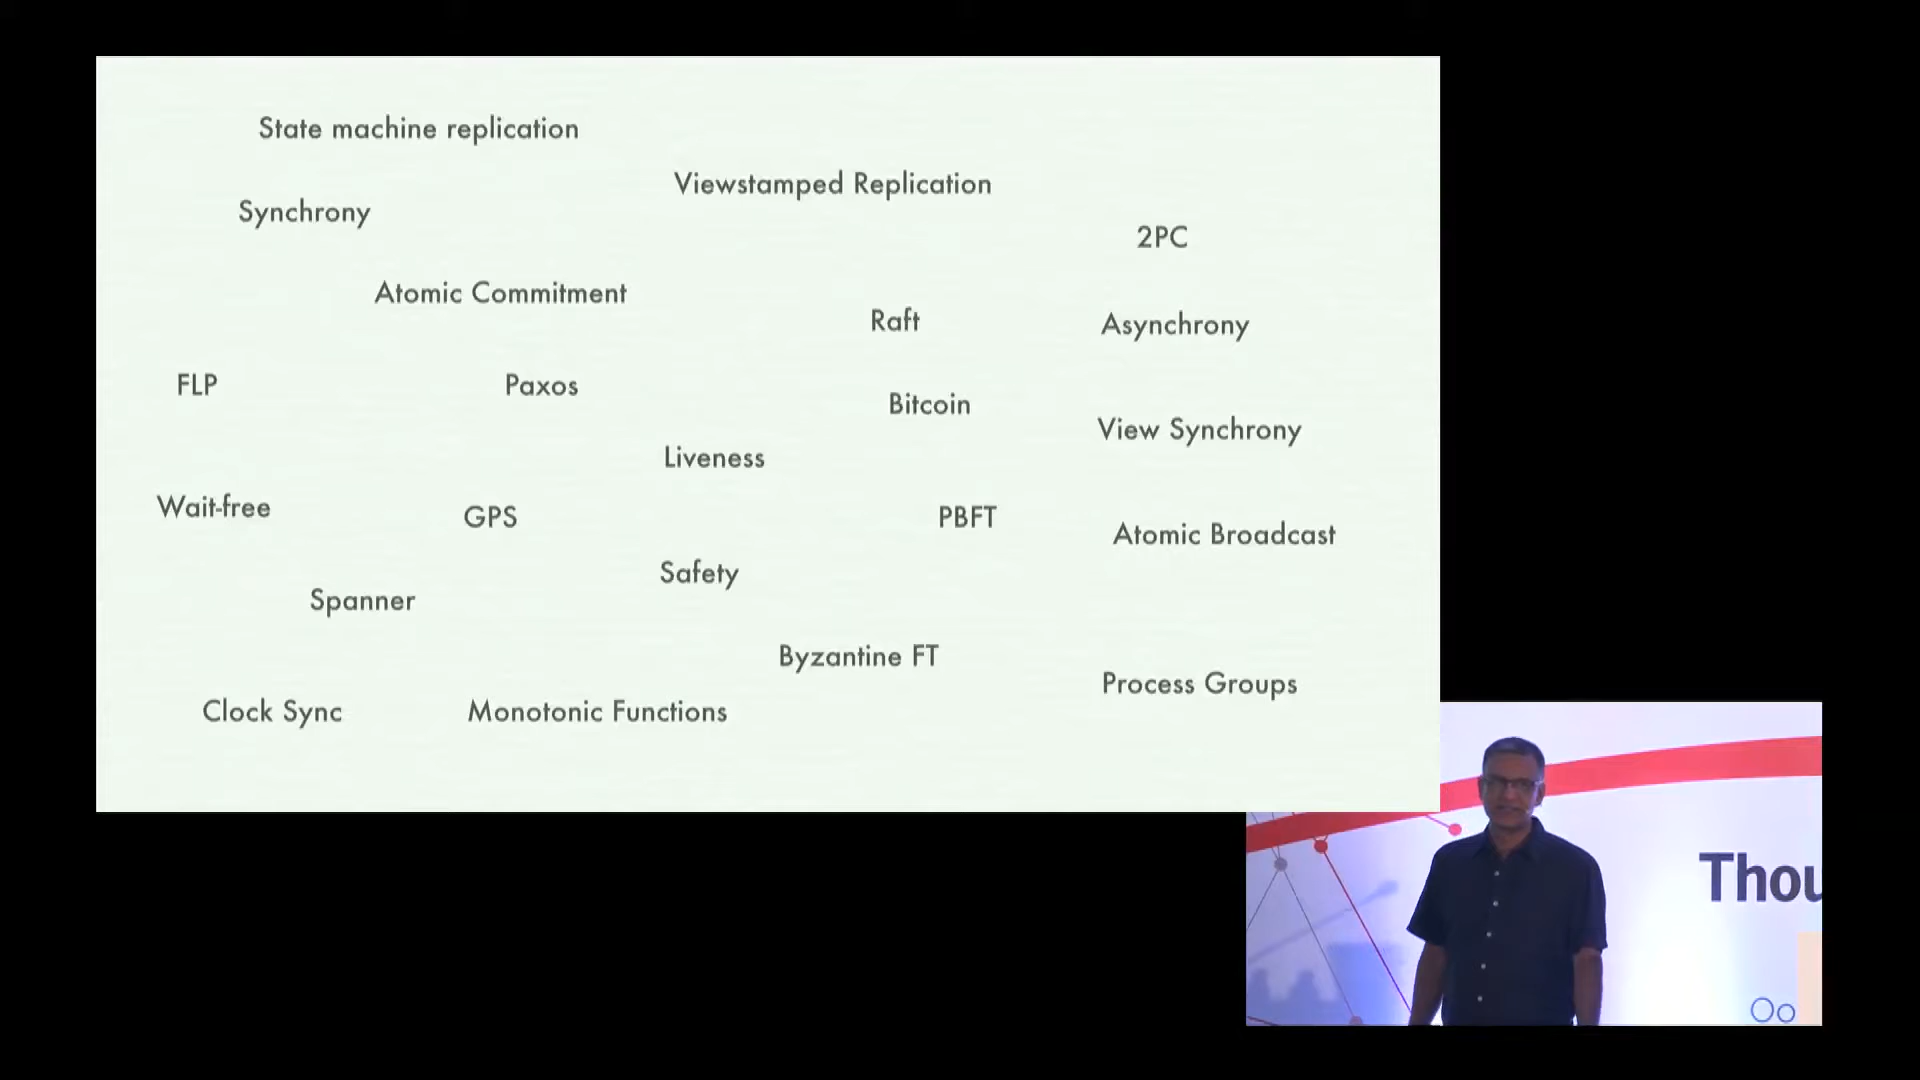 State machine replication
Viewstamped Replication
Synchrony
2PC
Atomic Commitment
Raft
Asynchrony
FLP
Paxos
Bitcoin
View Synchrony
Liveness
Wait-free
GPS
PBFT
Atomic Broadcast
Safety
Spanner
Byzantine FT
Process Groups
Clock Sync
Monotonic Functions
Thou